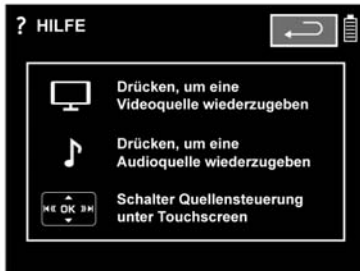 ? HILFE
Drücken, um eine
Videoquelle wiederzugeben
Drücken, um eine
Audioquelle wiederzugeben
OK
Schalter Quellensteuerung
unter Touchscreen